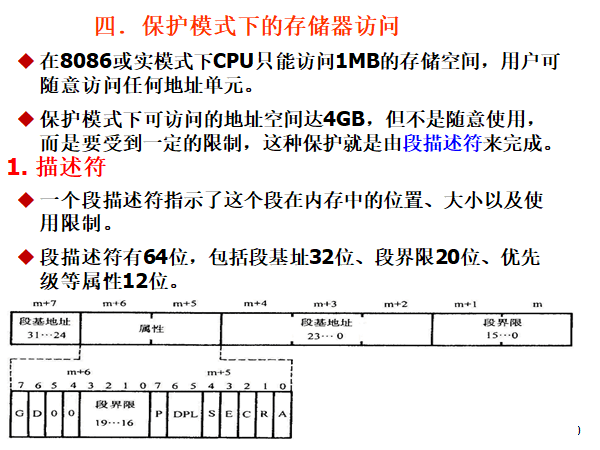 四．保护模式下的存储器访问
在8086或实模式下CPU只能访问1MB的存储空间，用户可
随意访问任何地址单元。
保护模式下可访问的地址空间达4GB，但不是随意使用，
而是要受到一定的限制，这种保护就是由段描述符来完成。
1. 描述符
一个段描述符指示了这个段在内存中的位置、大小以及使
用限制。
段描述符有64位，包括段基址32位、段界限20位、优先
级等属性12位。
m+7 m+6 m+5 m+4 m+3 m+2 m+1 m
段基地址 属性 段基地址 段界限
31…24 23…0 15…0
m+6 m+5
7 6 5 4 3 2 1 0 7 6 5 4 3 2 1 0
G D 0 0 段界限 P DPL S E C R A
19…16
)